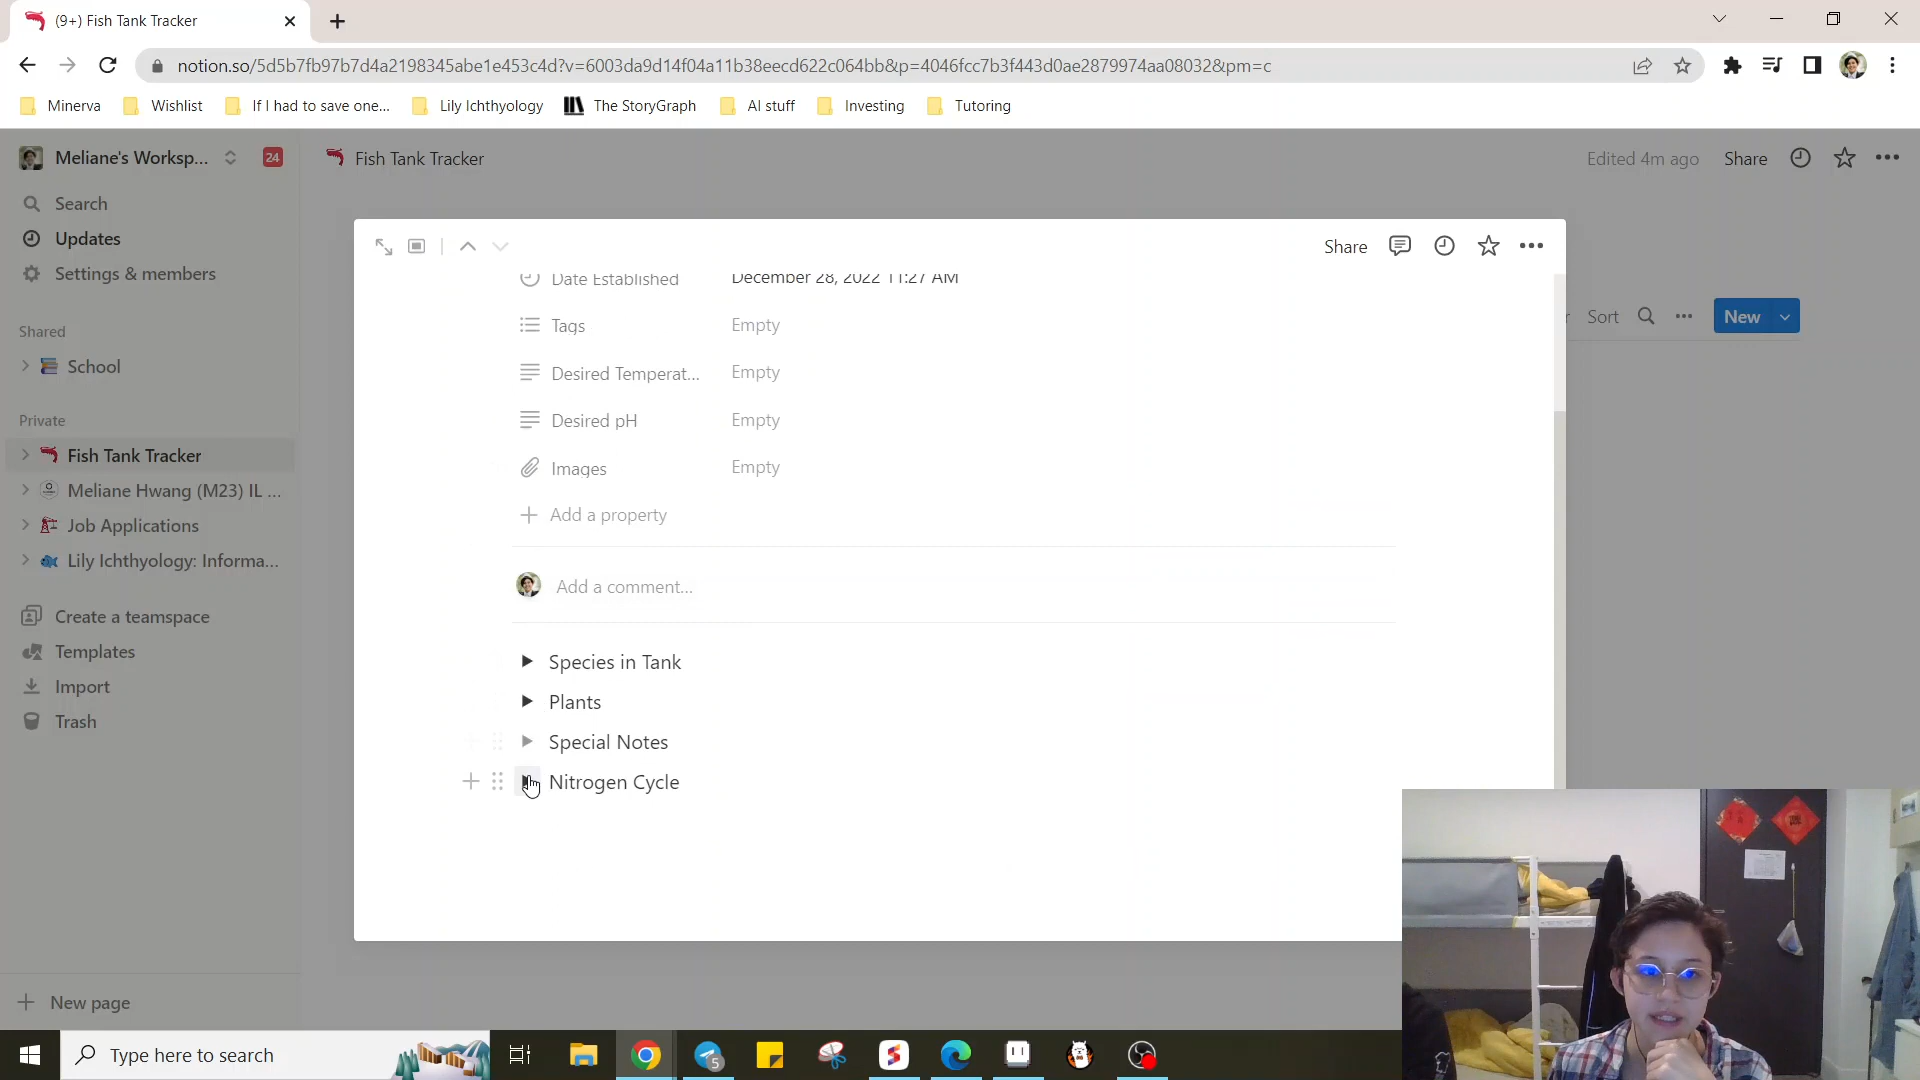 (9+) Fish Tank Tracker
notion.so/5d5b7fb97b7d4a2198345abe1e453c4d?v=6003da9d14f04a11b38eecd622c064bb&p=4046fcc7b3f443d0ae2879974aa08032&pm=c
Minerva
Wishlist
If I had to save one...
Lily Ichthyology
The StoryGraph
AI stuff
Investing
Tutoring
Meliane's Worksp...
24
Fish Tank Tracker
Edited 4m ago
Share
Search
Updates
Settings & members
Shared
School
Private
Fish Tank Tracker
Meliane Hwang (M23) IL ...
Job Applications
Lily Ichthyology: Informa...
Create a teamspace
Templates
Import
Trash
New page
Sort
New
Share
Date Established December 28, 2022 11:27 AM
Tags Empty
Desired Temperat... Empty
Desired pH Empty
Images Empty
Add a property
Add a comment...
Species in Tank
Plants
Special Notes
Nitrogen Cycle
Type here to search
5